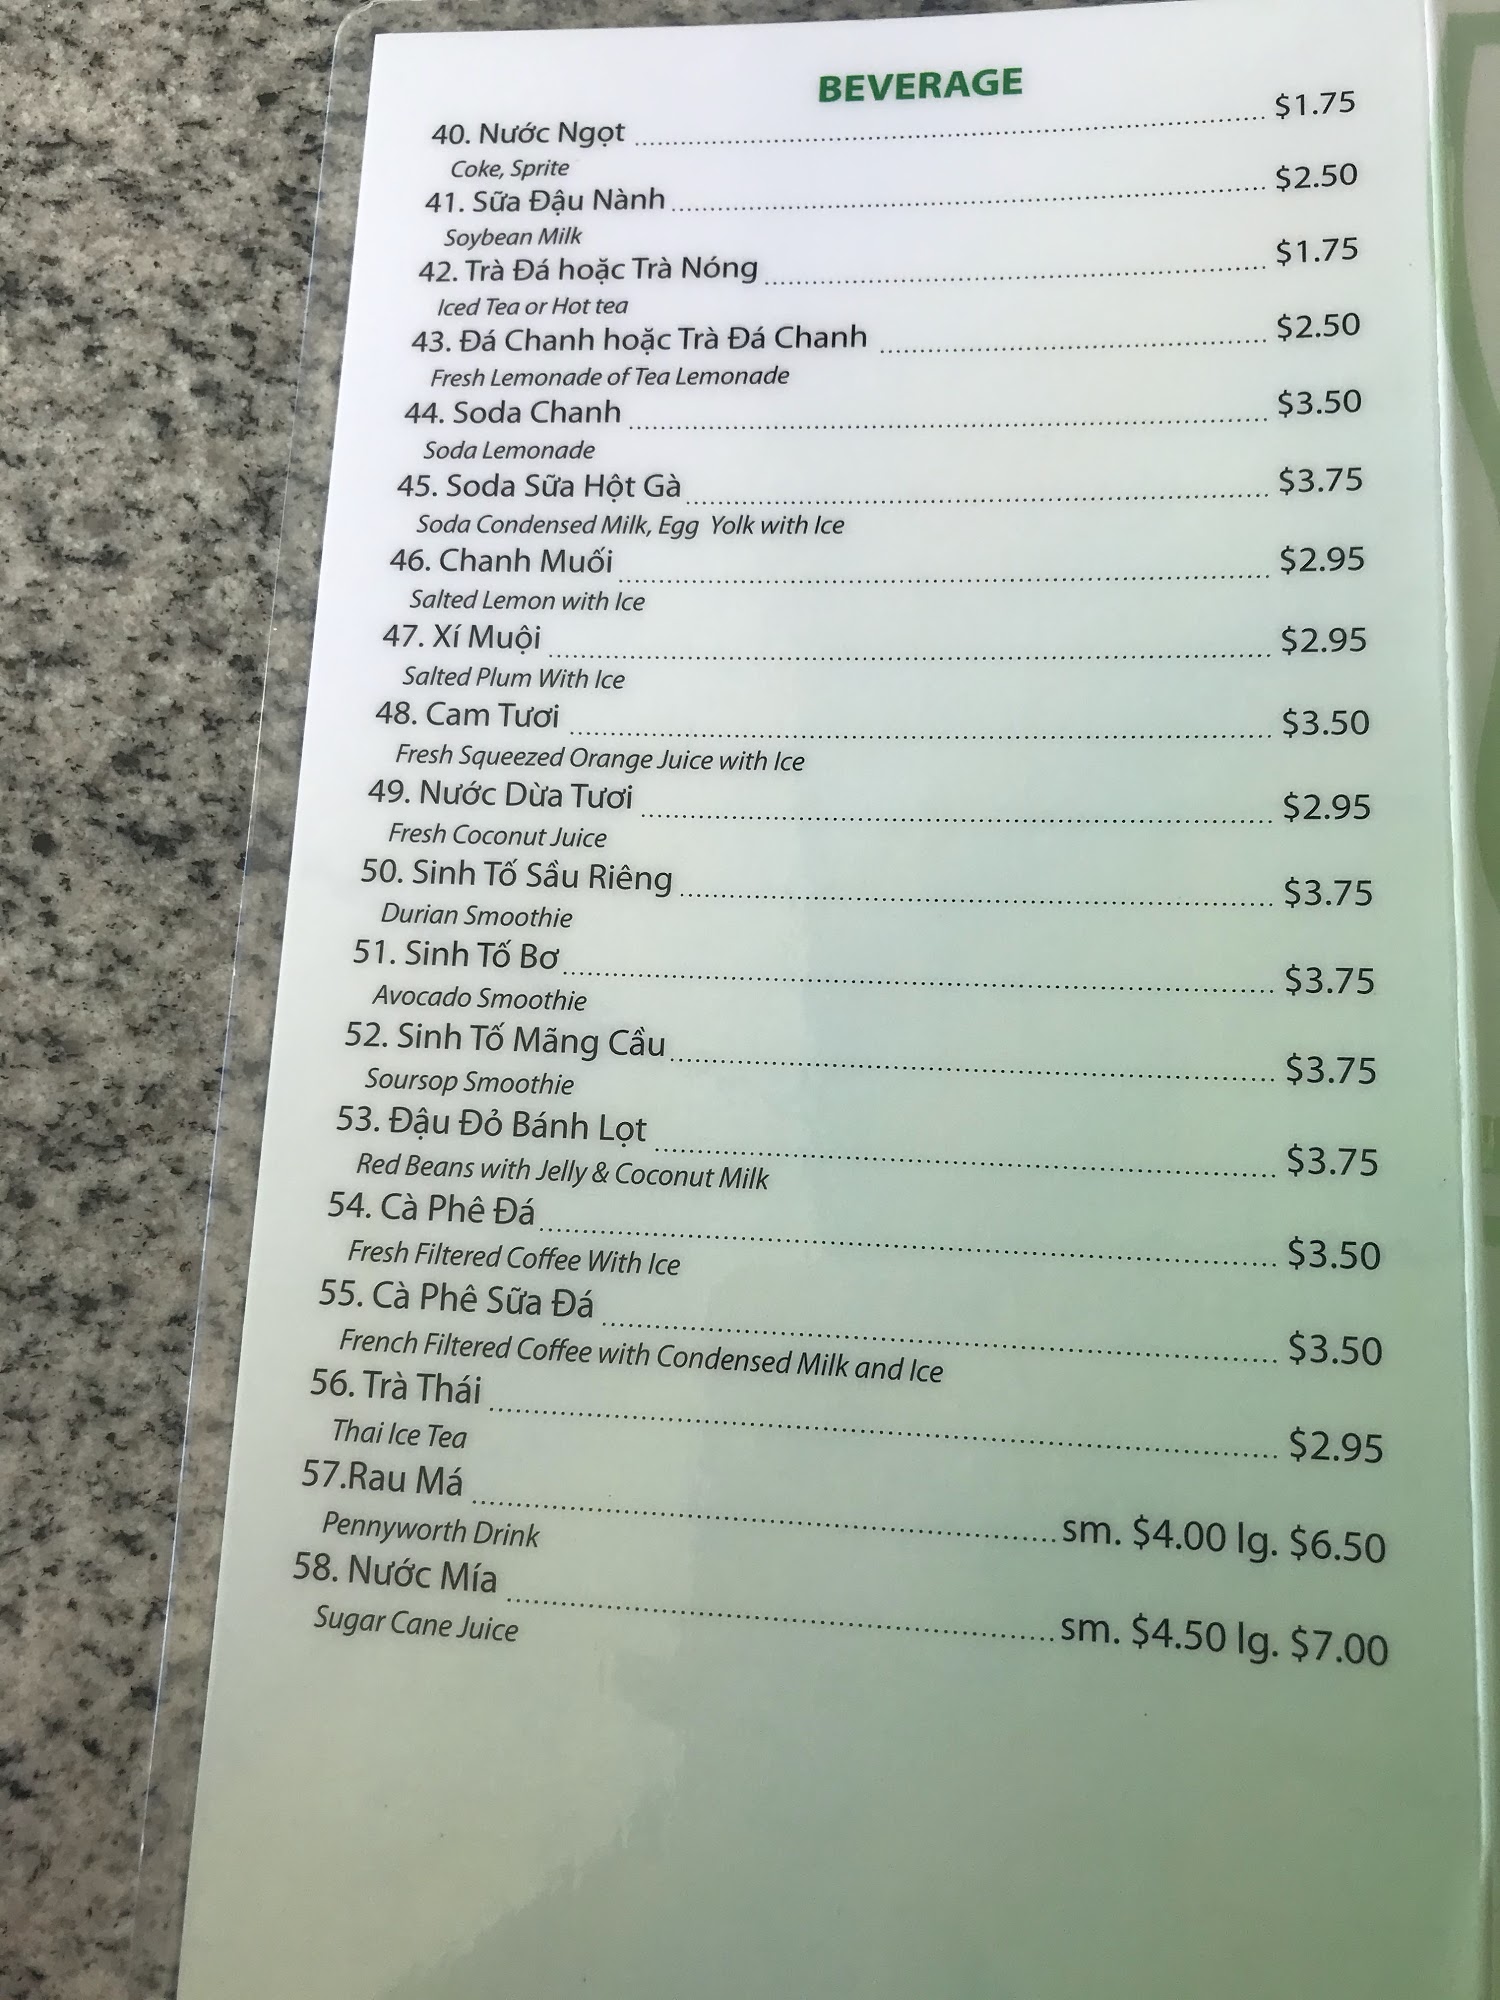 BEVERAGE
40. Nước Ngọt ........ $1.75
Coke, Sprite
41. Sữa Đậu Nành ........ $2.50
Soybean Milk
42. Trà Đá hoặc Trà Nóng ........ $1.75
Iced Tea or Hot tea
43. Đá Chanh hoặc Trà Đá Chanh ........ $2.50
Fresh Lemonade of Tea Lemonade
44. Soda Chanh ........ $3.50
Soda Lemonade
45. Soda Sữa Hột Gà ........ $3.75
Soda Condensed Milk, Egg Yolk with Ice
46. Chanh Muối ........ $2.95
Salted Lemon with Ice
47. Xí Muội ........ $2.95
Salted Plum With Ice
48. Cam Tươi ........ $3.50
Fresh Squeezed Orange Juice with Ice
49. Nước Dừa Tươi ........ $2.95
Fresh Coconut Juice
50. Sinh Tố Sầu Riêng ........ $3.75
Durian Smoothie
51. Sinh Tố Bơ ........ $3.75
Avocado Smoothie
52. Sinh Tố Mãng Cầu ........ $3.75
Soursop Smoothie
53. Đậu Đỏ Bánh Lọt ........ $3.75
Red Beans with Jelly & Coconut Milk
54. Cà Phê Đá ........ $3.50
Fresh Filtered Coffee With Ice
55. Cà Phê Sữa Đá ........ $3.50
French Filtered Coffee with Condensed Milk and Ice
56. Trà Thái ........ $2.95
Thai Ice Tea
57.Rau Má ........ sm. $4.00 lg. $6.50
Pennyworth Drink
58. Nước Mía ........ sm. $4.50 lg. $7.00
Sugar Cane Juice